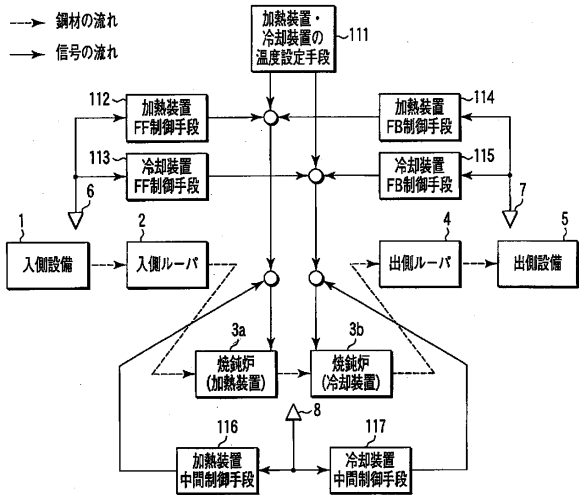 鋼材の流れ
信号の流れ
加熱装置・
冷却装置の
温度設定手段
111
112
加熱装置
FF制御手段
114
加熱装置
FB制御手段
113
冷却装置
FF制御手段
115
冷却装置
FB制御手段
6
7
1
入側設備
2
入側ルーパ
4
出側ルーパ
5
出側設備
3a
焼鈍炉
(加熱装置)
3b
焼鈍炉
(冷却装置)
8
116
加熱装置
中間制御手段
117
冷却装置
中間制御手段